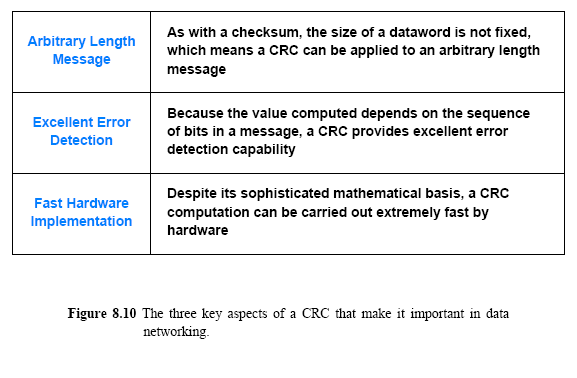 Arbitrary Length
Message
As with a checksum, the size of a dataword is not fixed,
which means a CRC can be applied to an arbitrary length
message
Excellent Error
Detection
Because the value computed depends on the sequence
of bits in a message, a CRC provides excellent error
detection capability
Fast Hardware
Implementation
Despite its sophisticated mathematical basis, a CRC
computation can be carried out extremely fast by
hardware
Figure 8.10 The three key aspects of a CRC that make it important in data
networking.